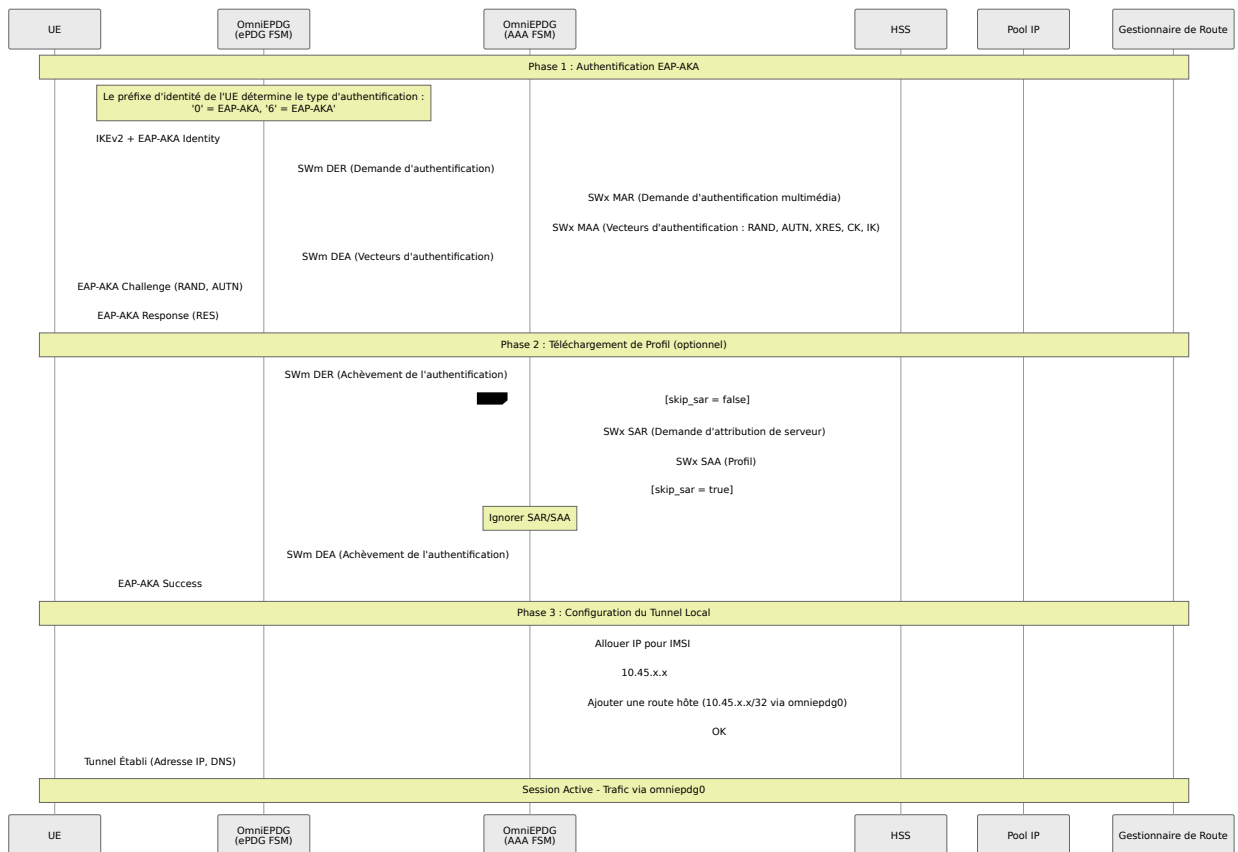 UE
OmniEPDG
(ePDG FSM)
OmniEPDG
(AAA FSM)
HSS
Pool IP
Gestionnaire de Route
Phase 1 : Authentification EAP-AKA
Le préfixe d'identité de l'UE détermine le type d'authentification :
'0' = EAP-AKA, '6' = EAP-AKA'
IKEv2 + EAP-AKA Identity
SWm DER (Demande d'authentification)
SWx MAR (Demande d'authentification multimédia)
SWx MAA (Vecteurs d'authentification : RAND, AUTN, XRES, CK, IK)
SWm DEA (Vecteurs d'authentification)
EAP-AKA Challenge (RAND, AUTN)
EAP-AKA Response (RES)
Phase 2 : Téléchargement de Profil (optionnel)
SWm DER (Achèvement de l'authentification)
[skip_sar = false]
SWx SAR (Demande d'attribution de serveur)
SWx SAA (Profil)
[skip_sar = true]
Ignorer SAR/SAA
SWm DEA (Achèvement de l'authentification)
EAP-AKA Success
Phase 3 : Configuration du Tunnel Local
Allouer IP pour IMSI
10.45.x.x
Ajouter une route hôte (10.45.x.x/32 via omniepdg0)
OK
Tunnel Établi (Adresse IP, DNS)
Session Active - Trafic via omniepdg0
UE
OmniEPDG
(ePDG FSM)
OmniEPDG
(AAA FSM)
HSS
Pool IP
Gestionnaire de Route